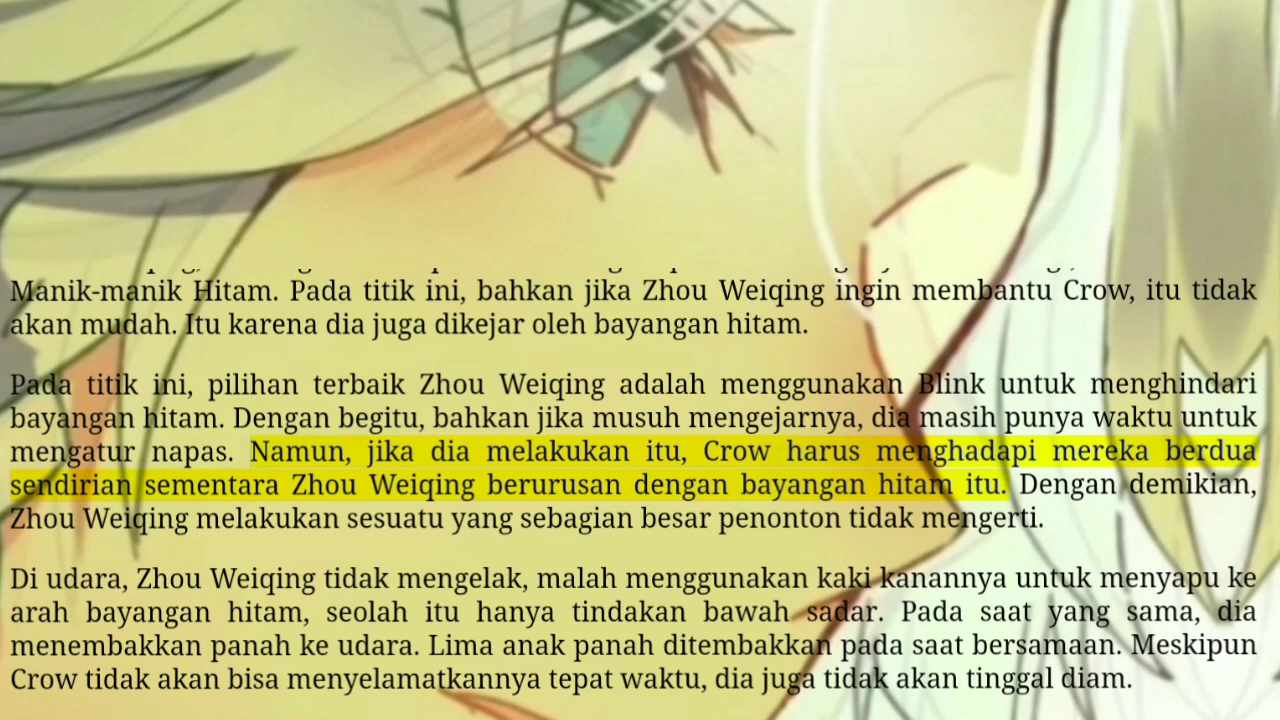 Manik-manik Hitam. Pada titik ini, bahkan jika Zhou Weiqing ingin membantu Crow, itu tidak
akan mudah. Itu karena dia juga dikejar oleh bayangan hitam.
Pada titik ini, pilihan terbaik Zhou Weiqing adalah menggunakan Blink untuk menghindari
bayangan hitam. Dengan begitu, bahkan jika musuh mengejarnya, dia masih punya waktu untuk
mengatur napas. Namun, jika dia melakukan itu, Crow harus menghadapi mereka berdua
sendirian sementara Zhou Weiqing berurusan dengan bayangan hitam itu. Dengan demikian,
Zhou Weiqing melakukan sesuatu yang sebagian besar penonton tidak mengerti.
Di udara, Zhou Weiqing tidak mengelak, malah menggunakan kaki kanannya untuk menyapu ke
arah bayangan hitam, seolah itu hanya tindakan bawah sadar. Pada saat yang sama, dia
menembakkan panah ke udara. Lima anak panah ditembakkan pada saat bersamaan. Meskipun
Crow tidak akan bisa menyelamatkannya tepat waktu, dia juga tidak akan tinggal diam.